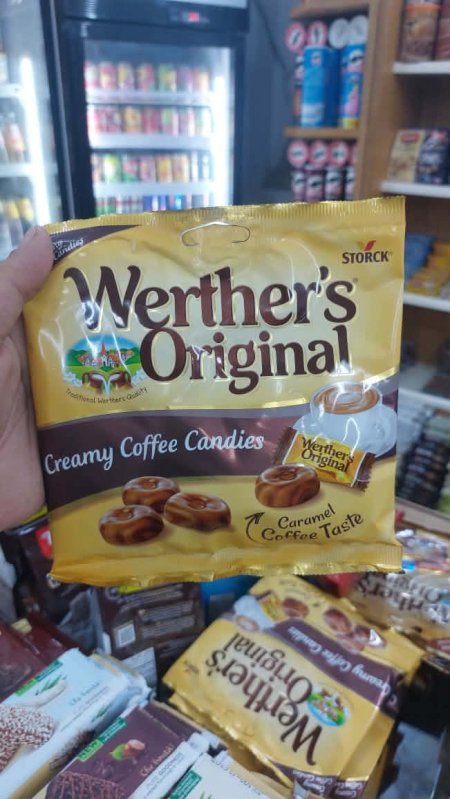 Candies
STORCK
Werther's
Original
Traditional Werther's Quality
Creamy Coffee Candies
Werther's
Original
Caramel
Coffee Taste
Creamy Coffee Candies
Werther's
Original